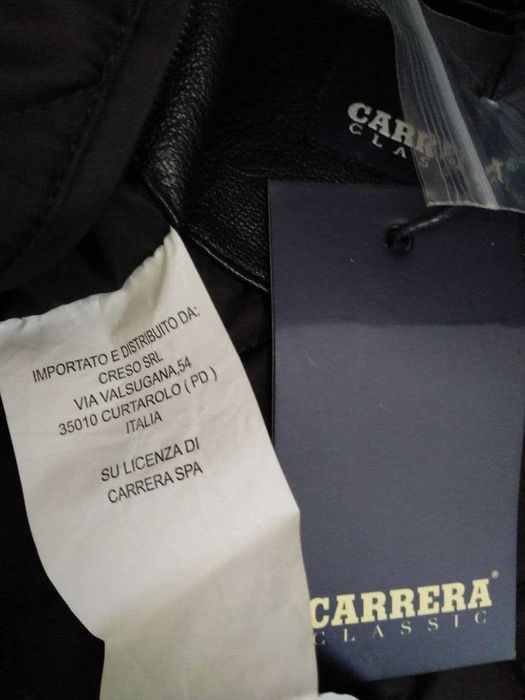 CARRERA
CLAS
IMPORTATO E DISTRIBUITO DA:
CRESO SRL
VIA VALSUGANA,54
35010 CURTAROLO ( PD )
ITALIA
SU LICENZA DI
CARRERA SPA
CARRERA®
CLASSIC